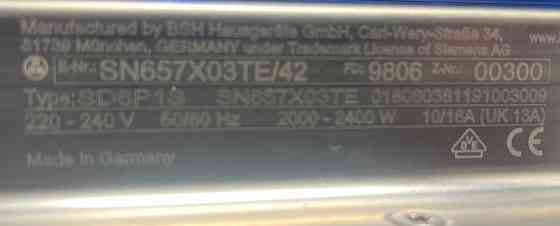 Manufactured by BSH Hausgeräte GmbH, Carl-Wery-Straße 34,
81739 München, GERMANY under Trademark License of Siemens AG
E-Nr.: SN657X03TE/42 FD: 9806 Z-Nr.: 00300
Type: SD6P1S SN657X03TE 016060361191003009
220 - 240 V 50/60 Hz 2000 - 2400 W 10/16A (UK 13A)
Made in Germany